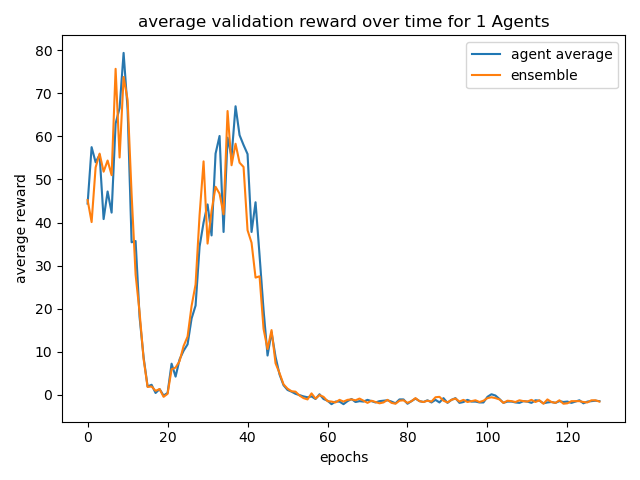 average validation reward over time for 1 Agents
agent average
ensemble
average reward
80
70
60
50
40
30
20
10
0
0 20 40 60 80 100 120
epochs